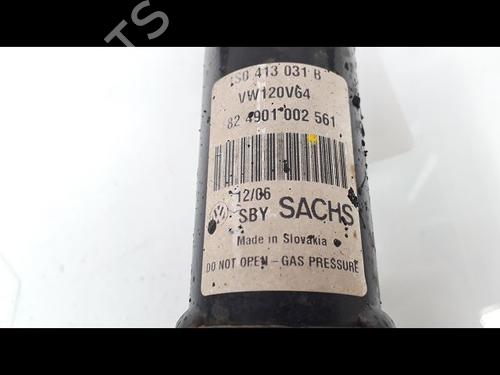 1S0 413 031 B
VW120VG4
82 4901 002 561
12/06
SBY SACHS
Made in Slovakia
DO NOT OPEN - GAS PRESSURE